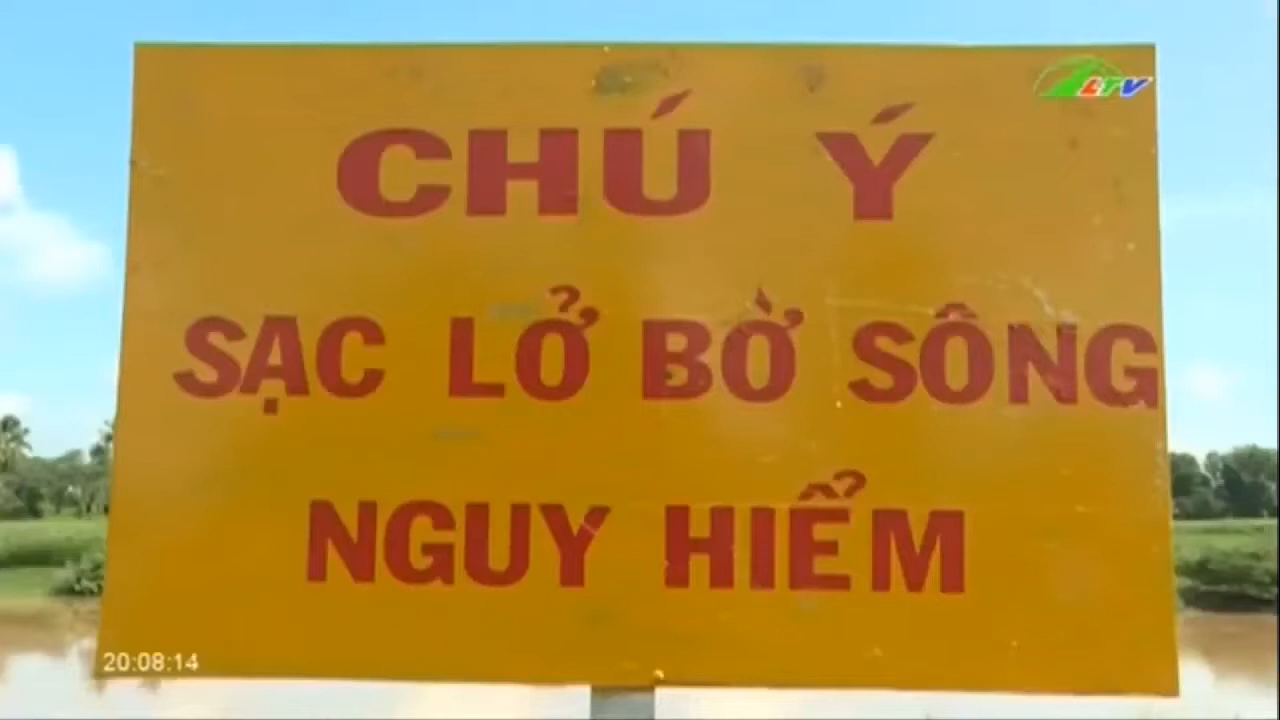 LTV
CHÚ Ý
SẠC LỞ BỜ SÔNG
NGUY HIỂM
20:08:14